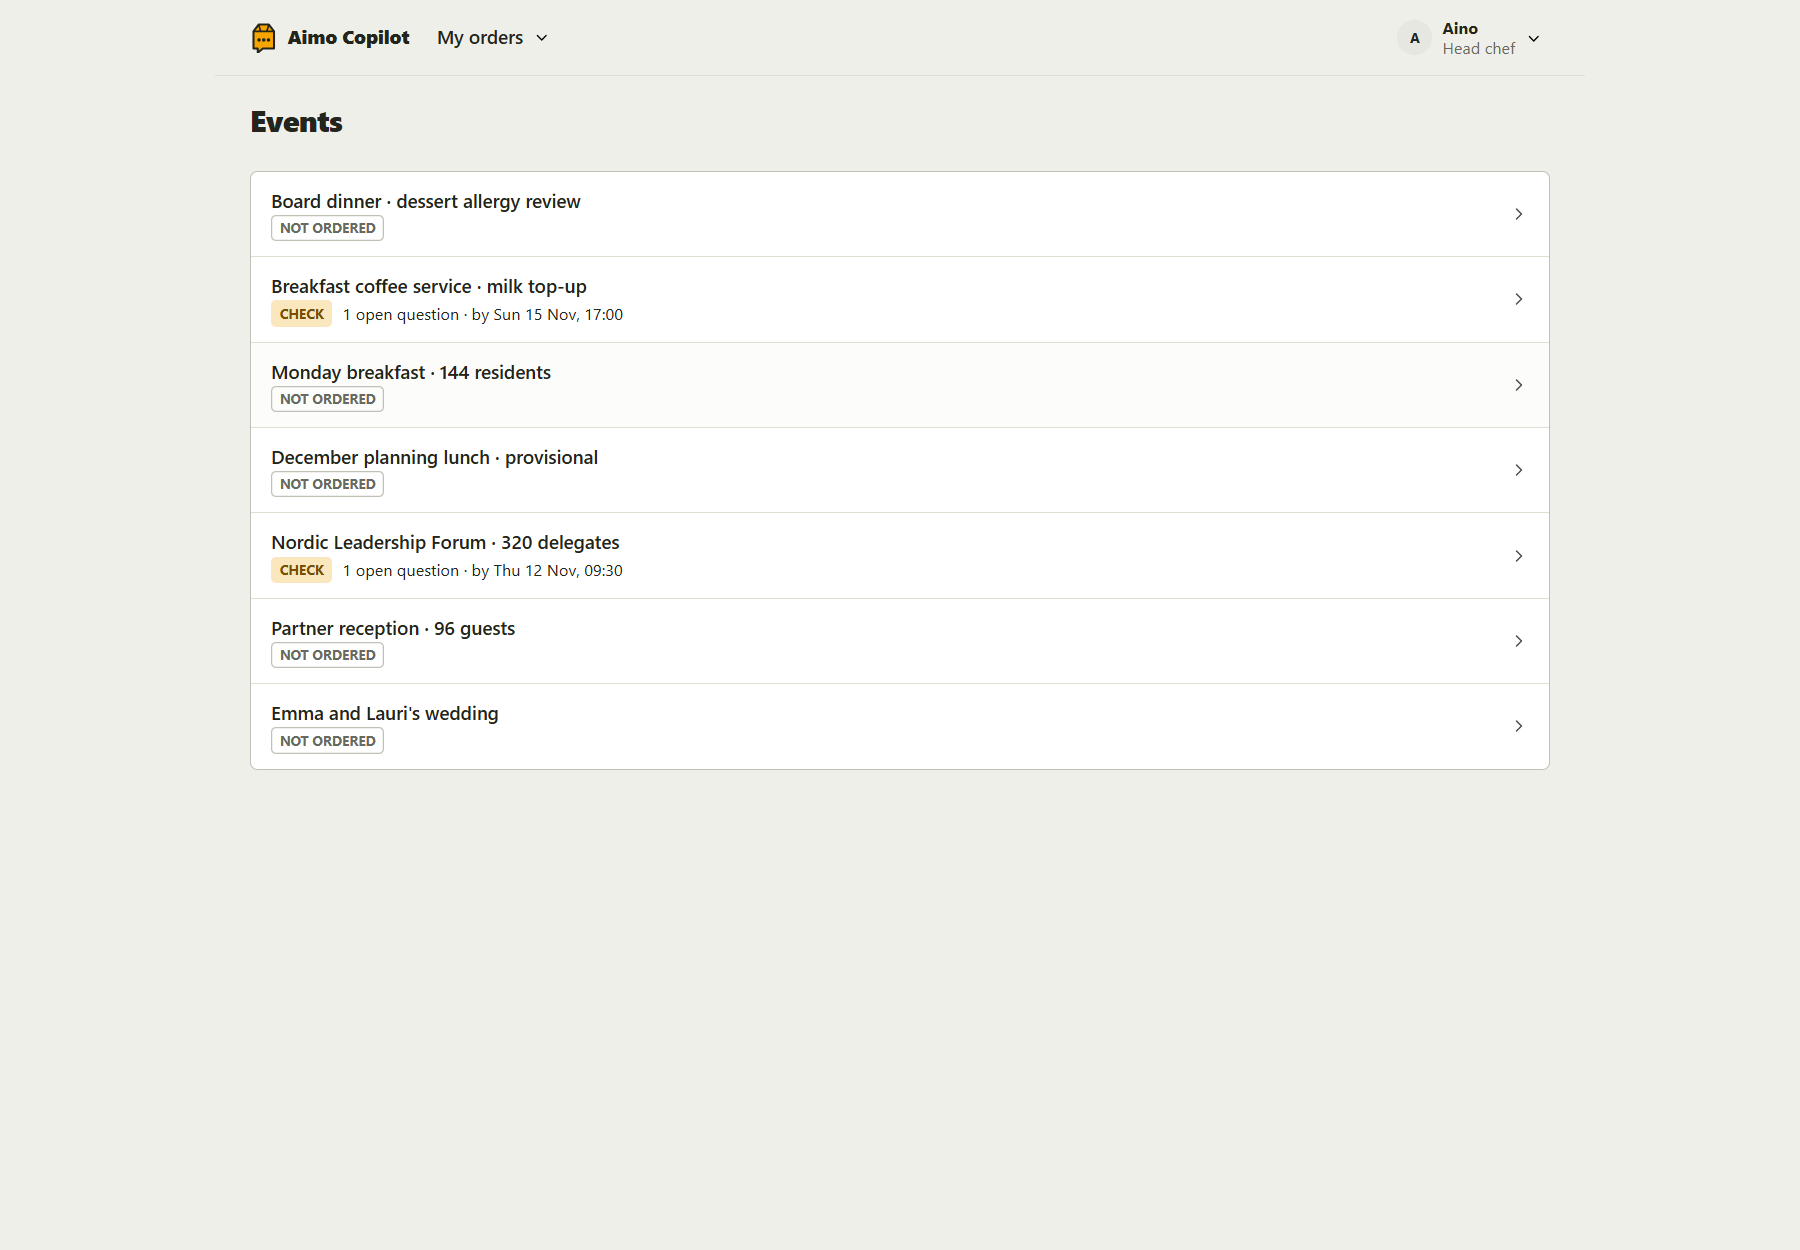 Aimo Copilot
My orders
A
Aino
Head chef
Events
Board dinner · dessert allergy review
NOT ORDERED
Breakfast coffee service · milk top-up
CHECK 1 open question · by Sun 15 Nov, 17:00
Monday breakfast · 144 residents
NOT ORDERED
December planning lunch · provisional
NOT ORDERED
Nordic Leadership Forum · 320 delegates
CHECK 1 open question · by Thu 12 Nov, 09:30
Partner reception · 96 guests
NOT ORDERED
Emma and Lauri's wedding
NOT ORDERED